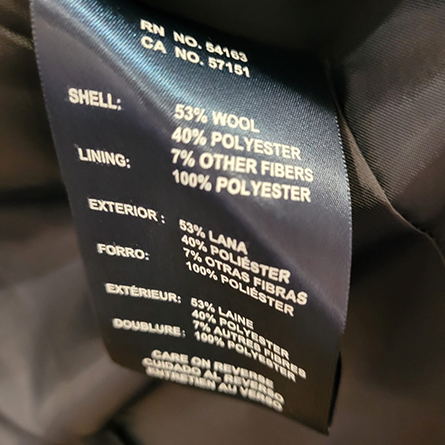 RN NO. 54163
CA NO. 57151
SHELL: 53% WOOL
40% POLYESTER
7% OTHER FIBERS
LINING: 100% POLYESTER
EXTERIOR: 53% LANA
40% POLIÉSTER
7% OTRAS FIBRAS
FORRO: 100% POLIÉSTER
EXTÉRIEUR: 53% LAINE
40% POLYESTER
7% AUTRES FIBRES
DOUBLURE: 100% POLYESTER
CARE ON REVERSE
CUIDADO AL REVERSO
ENTRETIEN AU VERSO